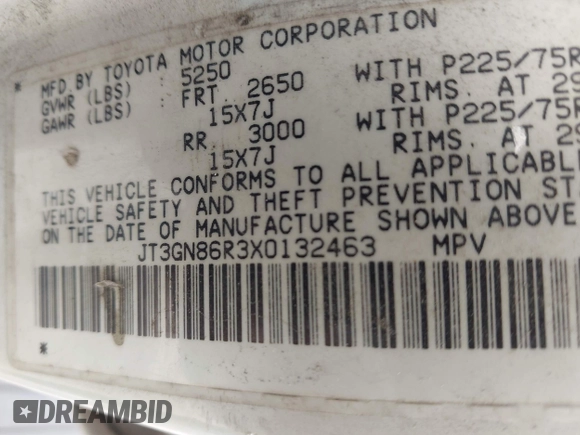 MFD.BY TOYOTA MOTOR CORPORATION
GVWR (LBS) : 5250
GAWR (LBS) : FRT 2650 WITH P225/75R
15X7J RIMS. AT 29
RR 3000 WITH P225/75R
15X7J RIMS. AT 29
THIS VEHICLE CONFORMS TO ALL APPLICABLE
VEHICLE SAFETY AND THEFT PREVENTION ST
ON THE DATE OF MANUFACTURE SHOWN ABOVE
JT3GN86R3X0132463 MPV
DREAMBID